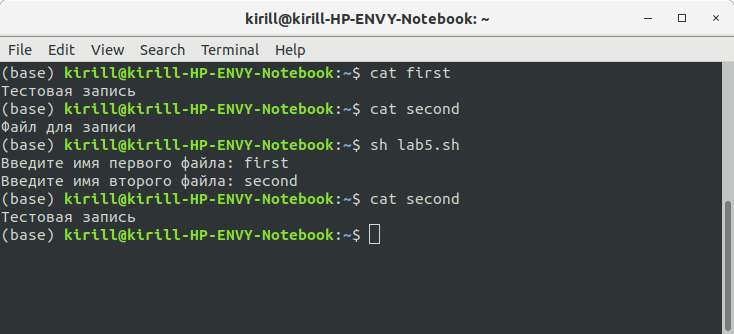 kirill@kirill-HP-ENVY-Notebook: ~
File Edit View Search Terminal Help
(base) kirill@kirill-HP-ENVY-Notebook:~$ cat first
Тестовая запись
(base) kirill@kirill-HP-ENVY-Notebook:~$ cat second
Файл для записи
(base) kirill@kirill-HP-ENVY-Notebook:~$ sh lab5.sh
Введите имя первого файла: first
Введите имя второго файла: second
(base) kirill@kirill-HP-ENVY-Notebook:~$ cat second
Тестовая запись
(base) kirill@kirill-HP-ENVY-Notebook:~$